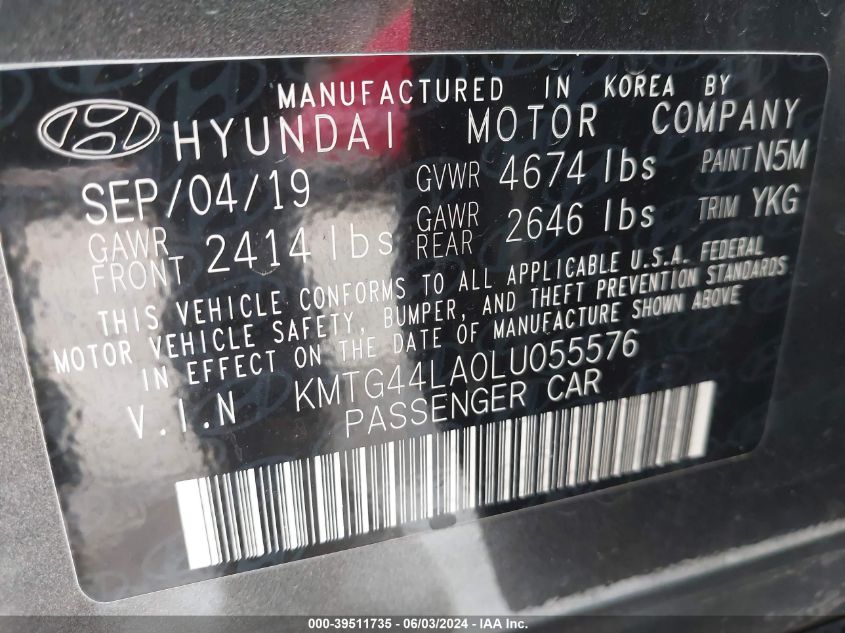 MANUFACTURED IN KOREA BY
HYUNDAI MOTOR COMPANY
SEP/04/19 GVWR 4674 lbs PAINT N5M
GAWR FRONT 2414 lbs GAWR REAR 2646 lbs TRIM YKG
THIS VEHICLE CONFORMS TO ALL APPLICABLE U.S.A. FEDERAL
MOTOR VEHICLE SAFETY, BUMPER, AND THEFT PREVENTION STANDARDS
IN EFFECT ON THE DATE OF MANUFACTURE SHOWN ABOVE
V.I.N KMTG44LA0LU055576
PASSENGER CAR
000-39511735 - 06/03/2024 - IAA Inc.